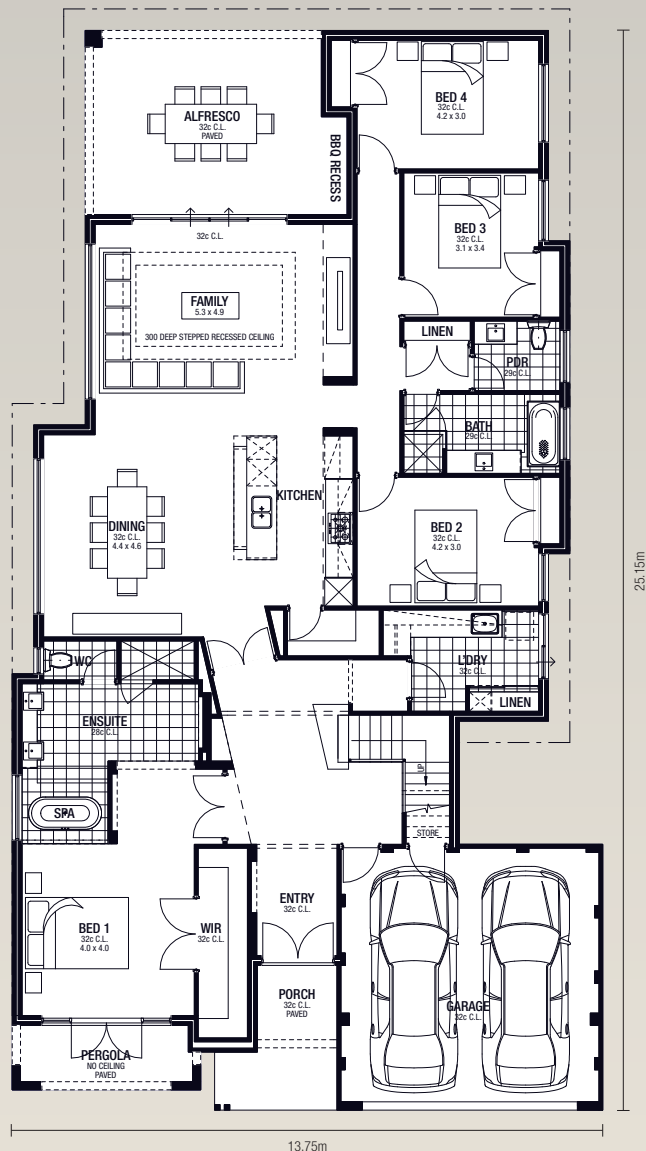 BED 4
32c C.L.
4.2 x 3.0
ALFRESCO
32c C.L.
PAVED
BBQ RECESS
BED 3
32c C.L.
3.1 x 3.4
32c C.L.
FAMILY
5.3 x 4.9
300 DEEP STEPPED RECESSED CEILING
LINEN
PDR
29c C.L.
BATH
29c C.L.
KITCHEN
DINING
32c C.L.
4.4 x 4.6
BED 2
32c C.L.
4.2 x 3.0
25.15m
WC
L'DRY
32c C.L.
LINEN
ENSUITE
28c C.L.
UP
SPA
STORE
ENTRY
32c C.L.
BED 1
32c C.L.
4.0 x 4.0
WIR
32c C.L.
PORCH
32c C.L.
PAVED
GARAGE
32c C.L.
PERGOLA
NO CEILING
PAVED
13.75m